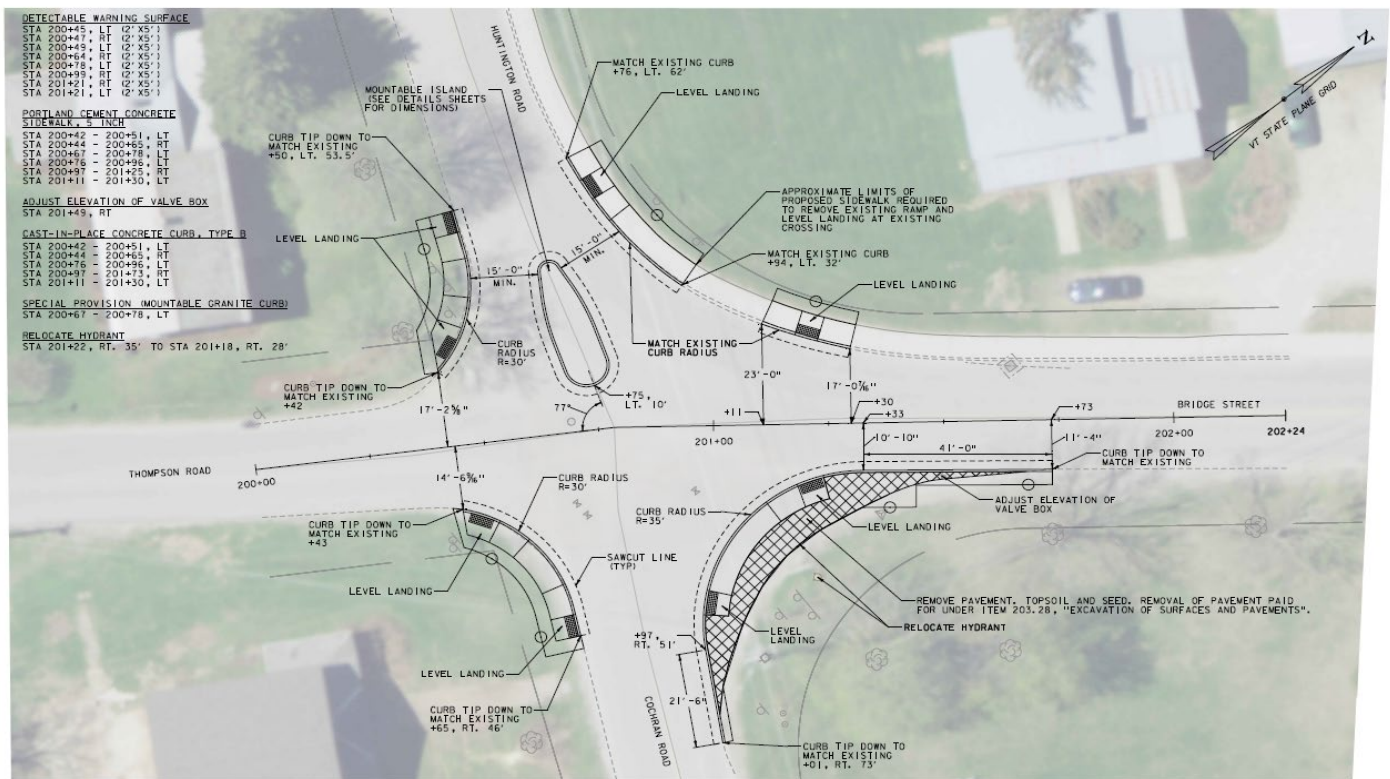 DETECTABLE WARNING SURFACE
STA 200+45, LT (2'X5')
STA 200+47, RT (2'X5')
STA 200+49, LT (2'X5')
STA 200+64, RT (2'X5')
STA 200+78, LT (2'X5')
STA 200+99, RT (2'X5')
STA 201+21, RT (2'X5')
STA 201+21, LT (2'X5')
PORTLAND CEMENT CONCRETE
SIDEWALK, 5 INCH
STA 200+42 - 200+51, LT
STA 200+44 - 200+65, RT
STA 200+67 - 200+78, LT
STA 200+76 - 200+96, LT
STA 200+97 - 201+25, RT
STA 201+11 - 201+30, LT
ADJUST ELEVATION OF VALVE BOX
STA 201+49, RT
CAST-IN-PLACE CONCRETE CURB, TYPE B
STA 200+42 - 200+51, LT
STA 200+44 - 200+65, RT
STA 200+76 - 200+96, LT
STA 200+97 - 201+73, RT
STA 201+11 - 201+30, LT
SPECIAL PROVISION (MOUNTABLE GRANITE CURB)
STA 200+67 - 200+78, LT
RELOCATE HYDRANT
STA 201+22, RT. 35' TO STA 201+18, RT. 28'
HUNTINGTON ROAD
MOUNTABLE ISLAND
(SEE DETAILS SHEETS
FOR DIMENSIONS)
MATCH EXISTING CURB
+76, LT. 62'
LEVEL LANDING
Z
VT STATE PLANE GRID
CURB TIP DOWN TO
MATCH EXISTING
+50, LT. 53.5'
LEVEL LANDING
APPROXIMATE LIMITS OF
PROPOSED SIDEWALK REQUIRED
TO REMOVE EXISTING RAMP AND
LEVEL LANDING AT EXISTING
CROSSING
15'-0"
MIN.
15'-0"
MIN.
MATCH EXISTING CURB
+94, LT. 32'
LEVEL LANDING
CURB
RADIUS
R=30'
MATCH EXISTING
CURB RADIUS
CURB TIP DOWN TO
MATCH EXISTING
+42
23'-0"
17'-0⅞"
17'-2⅝"
77°
+75,
LT. 10'
+11
+30
+33
+73
BRIDGE STREET
THOMPSON ROAD
200+00
201+00
202+00
202+24
10'-10"
41'-0"
11'-4"
CURB TIP DOWN TO
MATCH EXISTING
14'-6 9/16"
CURB RADIUS
R=30'
CURB RADIUS
R=35'
ADJUST ELEVATION OF
VALVE BOX
LEVEL LANDING
CURB TIP DOWN TO
MATCH EXISTING
+43
SAWCUT LINE
(TYP)
LEVEL LANDING
REMOVE PAVEMENT, TOPSOIL AND SEED. REMOVAL OF PAVEMENT PAID
FOR UNDER ITEM 203.28, "EXCAVATION OF SURFACES AND PAVEMENTS".
RELOCATE HYDRANT
LEVEL
LANDING
+97,
RT. 51'
LEVEL LANDING
21'-6"
CURB TIP DOWN TO
MATCH EXISTING
+65, RT. 46'
COCHRAN ROAD
CURB TIP DOWN TO
MATCH EXISTING
+01, RT. 73'